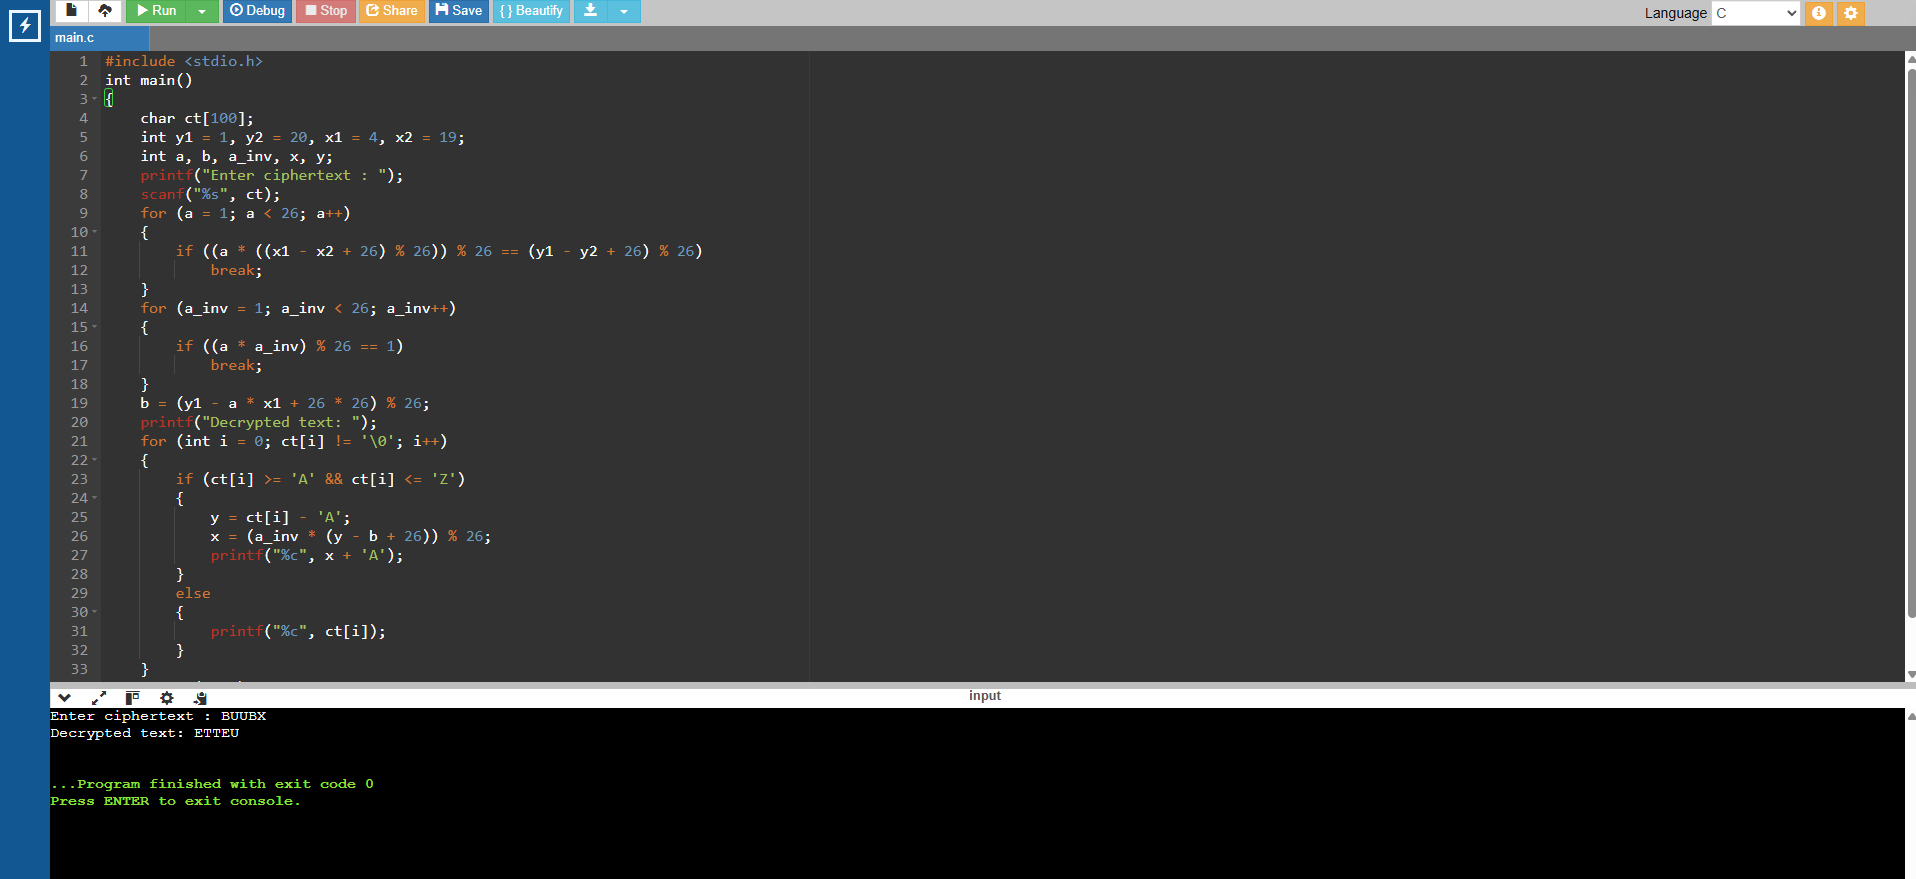 Run Debug Stop Share Save { } Beautify Language C
main.c
1 #include <stdio.h>
2 int main()
3 {
4 char ct[100];
5 int y1 = 1, y2 = 20, x1 = 4, x2 = 19;
6 int a, b, a_inv, x, y;
7 printf("Enter ciphertext : ");
8 scanf("%s", ct);
9 for (a = 1; a < 26; a++)
10 {
11 if ((a * ((x1 - x2 + 26) % 26)) % 26 == (y1 - y2 + 26) % 26)
12 break;
13 }
14 for (a_inv = 1; a_inv < 26; a_inv++)
15 {
16 if ((a * a_inv) % 26 == 1)
17 break;
18 }
19 b = (y1 - a * x1 + 26 * 26) % 26;
20 printf("Decrypted text: ");
21 for (int i = 0; ct[i] != '\0'; i++)
22 {
23 if (ct[i] >= 'A' && ct[i] <= 'Z')
24 {
25 y = ct[i] - 'A';
26 x = (a_inv * (y - b + 26)) % 26;
27 printf("%c", x + 'A');
28 }
29 else
30 {
31 printf("%c", ct[i]);
32 }
33 }
input
Enter ciphertext : BUUBX
Decrypted text: ETTEU
...Program finished with exit code 0
Press ENTER to exit console.